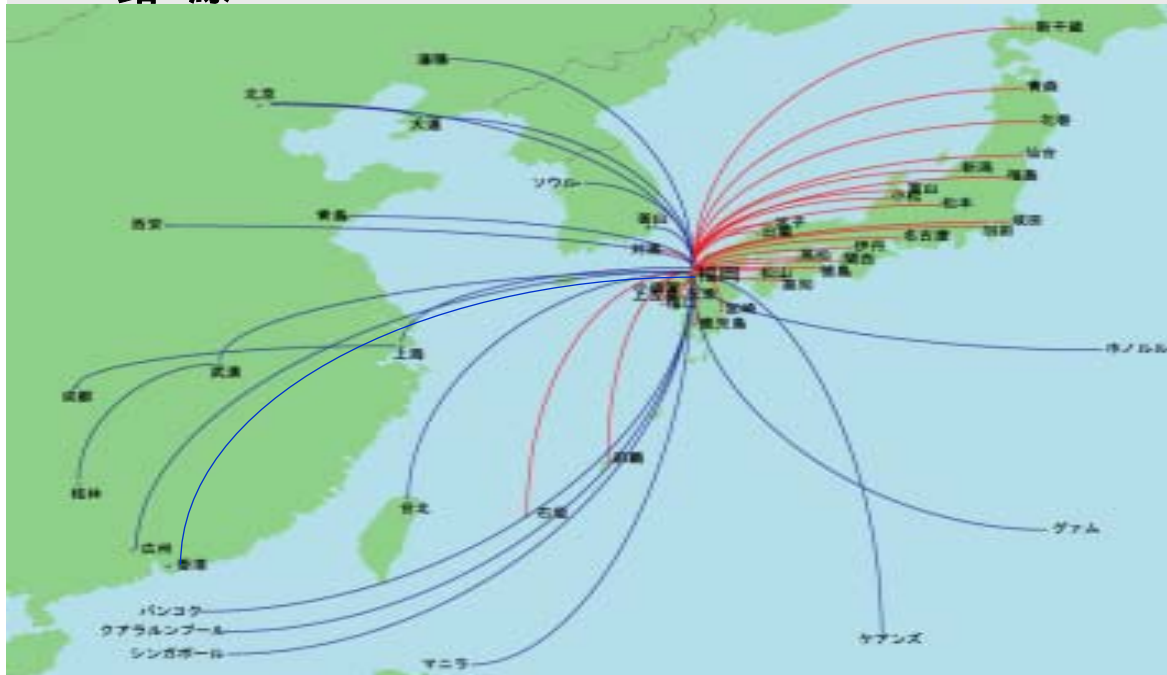 新千歳
瀋陽
青森
北京
大連
仙台
新潟
福島
ソウル
富山
小松
松本
青島
釜山
西安
成田
羽田
米子
出雲
名古屋
伊丹
関西
高松
徳島
福岡
松山
高知
宮崎
鹿児島
ホノルル
上海
武漢
成都
那覇
桂林
台北
石垣
グァム
広州
香港
バンコク
クアラルンプール
ケアンズ
シンガポール
マニラ